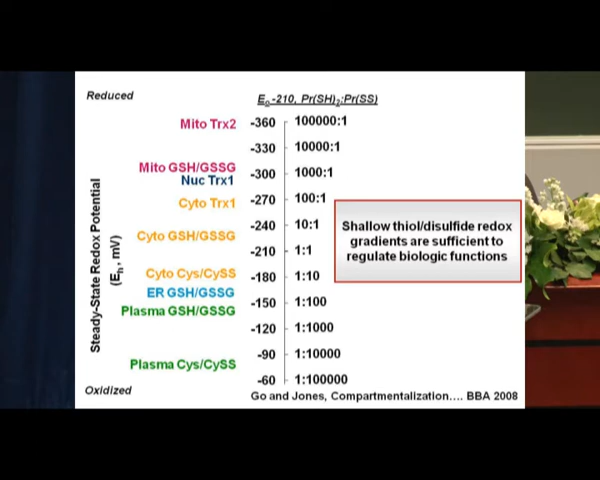 Reduced
E₀-210, Pr(SH)₂:Pr(SS)
Mito Trx2 -360 100000:1
-330 10000:1
Mito GSH/GSSG
-300 1000:1
Nuc Trx1
Cyto Trx1 -270 100:1
-240 10:1
Cyto GSH/GSSG
-210 1:1
Cyto Cys/CySS -180 1:10
ER GSH/GSSG
-150 1:100
Plasma GSH/GSSG
-120 1:1000
-90 1:10000
Plasma Cys/CySS
-60 1:100000
Oxidized
Steady-State Redox Potential
(Eₕ, mV)
Shallow thiol/disulfide redox
gradients are sufficient to
regulate biologic functions
Go and Jones, Compartmentalization.... BBA 2008